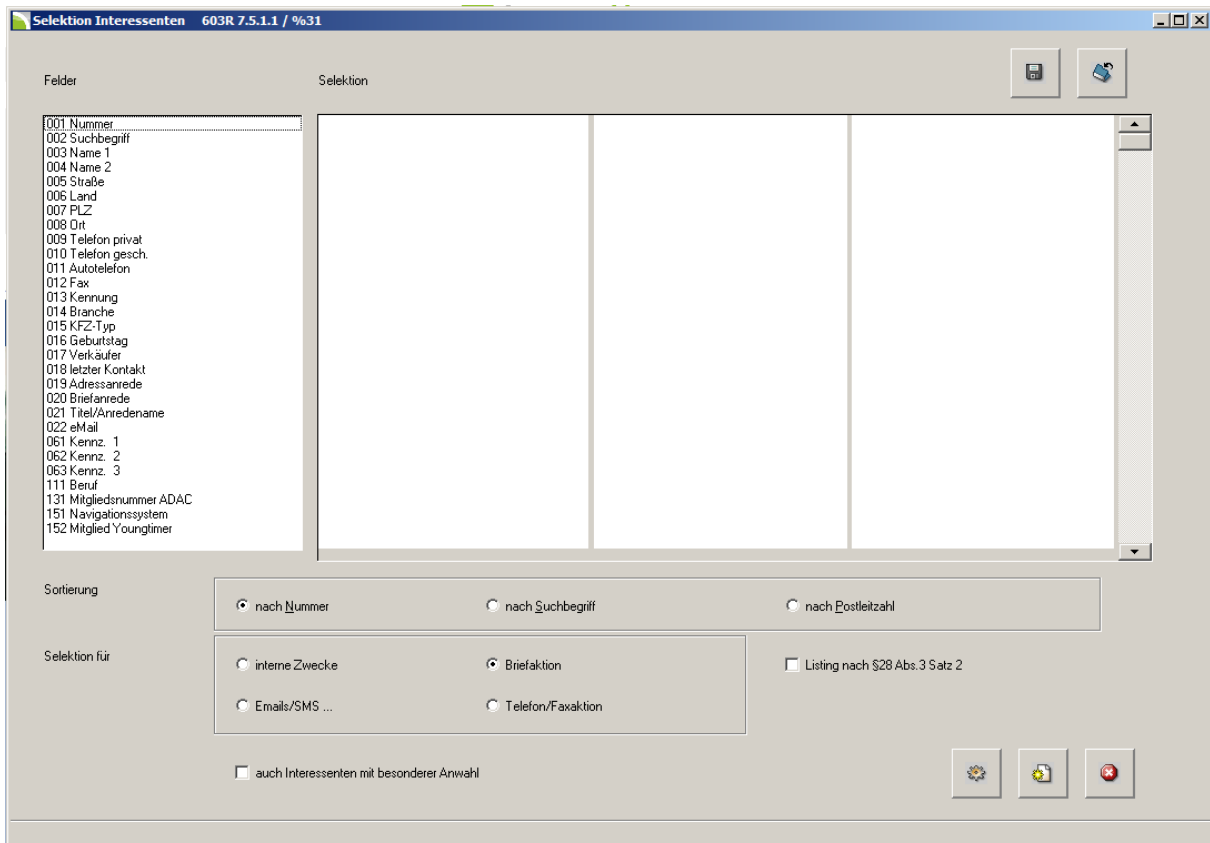 Selektion Interessenten 603R 7.5.1.1 / %31
Felder
Selektion
001 Nummer
002 Suchbegriff
003 Name 1
004 Name 2
005 Straße
006 Land
007 PLZ
008 Ort
009 Telefon privat
010 Telefon gesch.
011 Autotelefon
012 Fax
013 Kennung
014 Branche
015 KFZ-Typ
016 Geburtstag
017 Verkäufer
018 letzter Kontakt
019 Adressanrede
020 Briefanrede
021 Titel/Anredename
022 eMail
061 Kennz. 1
062 Kennz. 2
063 Kennz. 3
111 Beruf
131 Mitgliedsnummer ADAC
151 Navigationssystem
152 Mitglied Youngtimer
Sortierung
nach Nummer
nach Suchbegriff
nach Postleitzahl
Selektion für
interne Zwecke
Briefaktion
Listing nach §28 Abs.3 Satz 2
Emails/SMS ...
Telefon/Faxaktion
auch Interessenten mit besonderer Anwahl